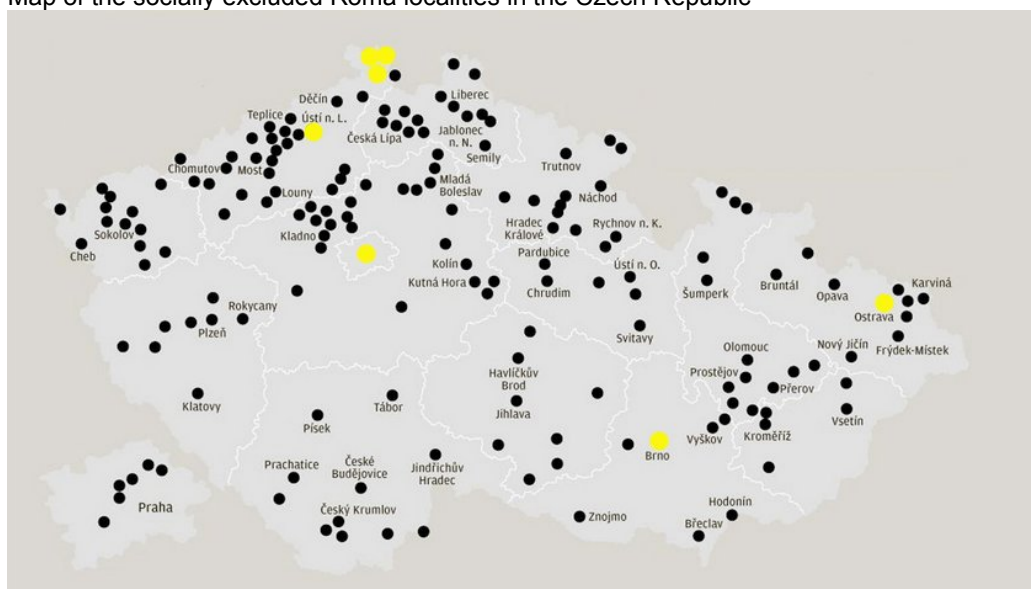 Map of the socially excluded Roma localities in the Czech Republic
Děčín
Liberec
Teplice
Ústí n. L.
Česká Lípa
Jablonec
n. N.
Semily
Trutnov
Chomutov
Most
Louny
Mladá
Boleslav
Náchod
Sokolov
Kladno
Hradec
Králové
Rychnov n. K.
Cheb
Kolín
Pardubice
Ústí n. O.
Kutná Hora
Chrudim
Šumperk
Bruntál
Opava
Karviná
Ostrava
Rokycany
Plzeň
Svitavy
Frýdek-Místek
Nový Jičín
Olomouc
Prostějov
Přerov
Havlíčkův
Brod
Jihlava
Klatovy
Tábor
Písek
Vsetín
Kroměříž
Vyškov
Brno
Prachatice
České
Budějovice
Jindřichův
Hradec
Praha
Český Krumlov
Znojmo
Hodonín
Břeclav